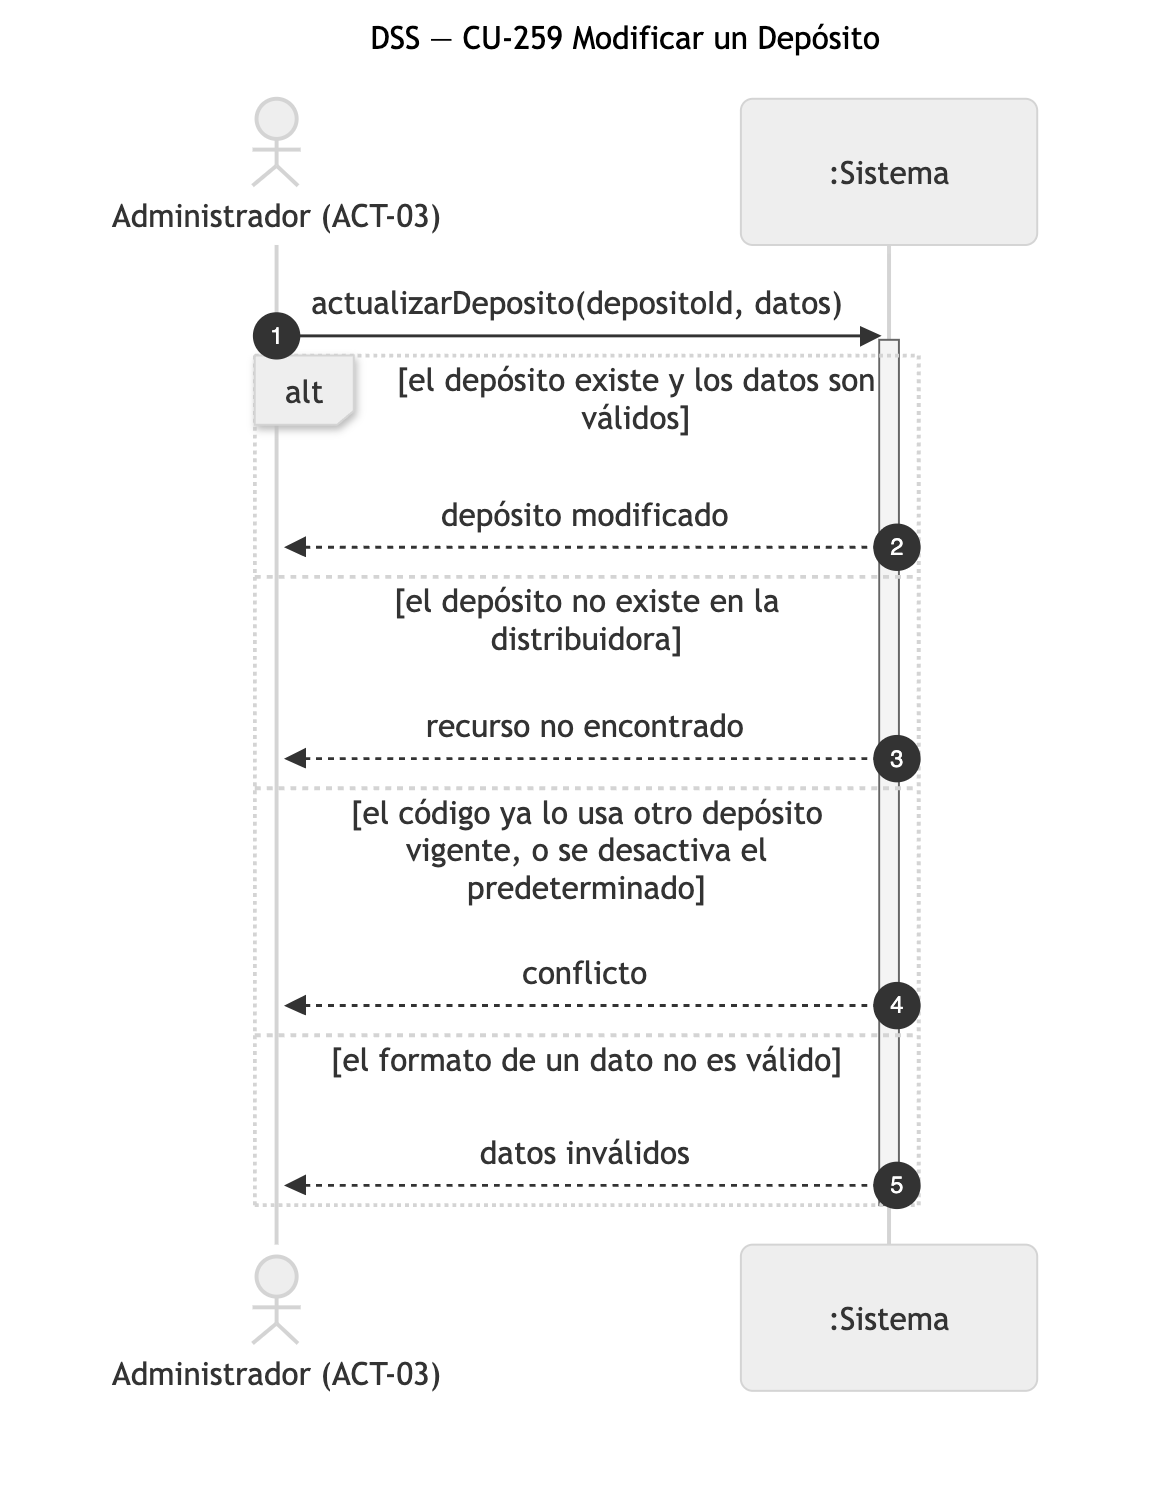 DSS — CU-259 Modificar un Depósito
Administrador (ACT-03)
:Sistema
actualizarDeposito(depositoId, datos)
1
alt
[el depósito existe y los datos son
válidos]
depósito modificado
2
[el depósito no existe en la
distribuidora]
recurso no encontrado
3
[el código ya lo usa otro depósito
vigente, o se desactiva el
predeterminado]
conflicto
4
[el formato de un dato no es válido]
datos inválidos
5
Administrador (ACT-03)
:Sistema